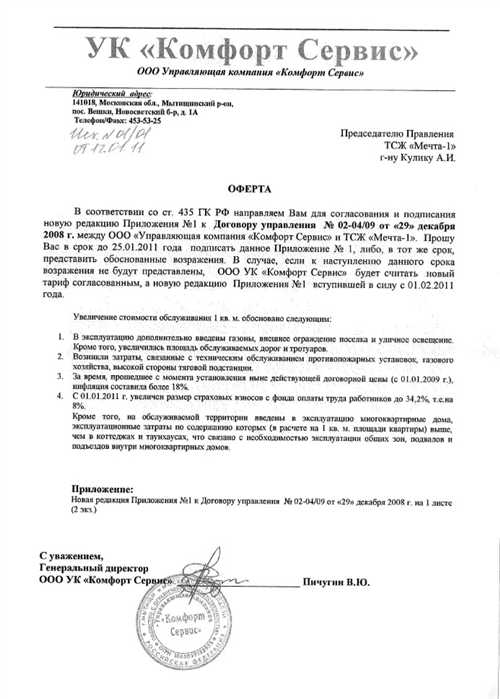 УК «Комфорт Сервис»
ООО Управляющая компания «Комфорт Сервис»
Юридический адрес:
141018, Московская обл., Мытищинский р-он,
пос. Вешки, Новосветский б-р, д. 1А
Телефон/Факс: 453-53-25
Исх. N 01/01
от 12.01.11
Председателю Правления
ТСЖ «Мечта-1»
г-ну Кулику А.И.
ОФЕРТА
В соответствии со ст. 435 ГК РФ направляем Вам для согласования и подписания
новую редакцию Приложения №1 к Договору управления № 02-04/09 от «29» декабря
2008 г. между ООО «Управляющая компания «Комфорт Сервис» и ТСЖ «Мечта-1». Прошу
Вас в срок до 25.01.2011 года подписать данное Приложение № 1, либо, в тот же срок,
представить обоснованные возражения. В случае, если к наступлению данного срока
возражения не будут представлены, ООО УК «Комфорт Сервис» будет считать новый
тариф согласованным, а новую редакцию Приложения №1 вступившей в силу с 01.02.2011
года.
Увеличение стоимости обслуживания 1 кв. м. обосновано следующим:
1. В эксплуатацию дополнительно введены газоны, внешнее ограждение поселка и уличное освещение.
Кроме того, увеличилась площадь обслуживаемых дорог и тротуаров.
2. Возникли затраты, связанные с техническим обслуживанием противопожарных установок, газового
хозяйства, высокой стороны тяговой подстанции.
3. За время, прошедшее с момента установления ныне действующей договорной цены (с 01.01.2009 г.),
инфляция составила более 18%.
4. С 01.01.2011 г. увеличен размер страховых взносов с фонда оплаты труда работников до 34,2%, т.е.на
8%.
Кроме того, на обслуживаемой территории введены в эксплуатацию многоквартирные дома,
эксплуатационные затраты по содержанию которых (в расчете на 1 кв. м. площади квартиры) выше,
чем в коттеджах и таунхаусах, что связано с необходимостью эксплуатации общих зон, подвалов и
подъездов внутри многоквартирных домов.
Приложение:
Новая редакция Приложения №1 к Договору управления № 02-04/09 от «29» декабря 2008 г. на 1 листе
(2 экз.)
С уважением,
Генеральный директор
ООО УК «Комфорт Сервис»
Пичугин В.Ю.
«Комфорт
Сервис»
РОССИЙСКАЯ ФЕДЕРАЦИЯ